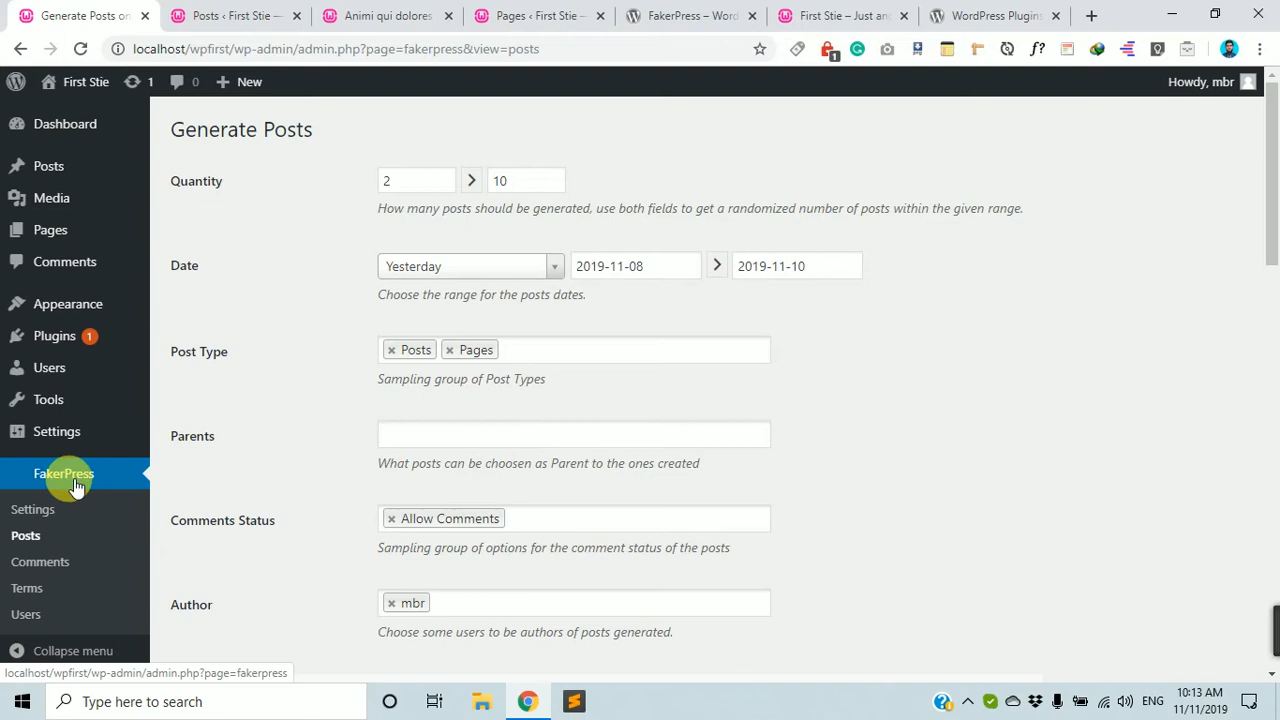 Generate Posts on
Posts ‹ First Stie —
Animi qui dolores
Pages ‹ First Stie —
FakerPress – Wo
First Stie – Just an
WordPress Plugins
localhost/wpfirst/wp-admin/admin.php?page=fakerpress&view=posts
1
f?
First Stie
1
0
New
Howdy, mbr
Dashboard
Posts
Media
Pages
Comments
Appearance
Plugins 1
Users
Tools
Settings
FakerPress
Settings
Posts
Comments
Terms
Users
Collapse menu
Generate Posts
Quantity
2
10
How many posts should be generated, use both fields to get a randomized number of posts within the given range.
Date
Yesterday
2019-11-08
2019-11-10
Choose the range for the posts dates.
Post Type
× Posts
× Pages
Sampling group of Post Types
Parents
What posts can be choosen as Parent to the ones created
Comments Status
× Allow Comments
Sampling group of options for the comment status of the posts
Author
× mbr
Choose some users to be authors of posts generated.
localhost/wpfirst/wp-admin/admin.php?page=fakerpress
Type here to search
ENG
10:13 AM
11/11/2019